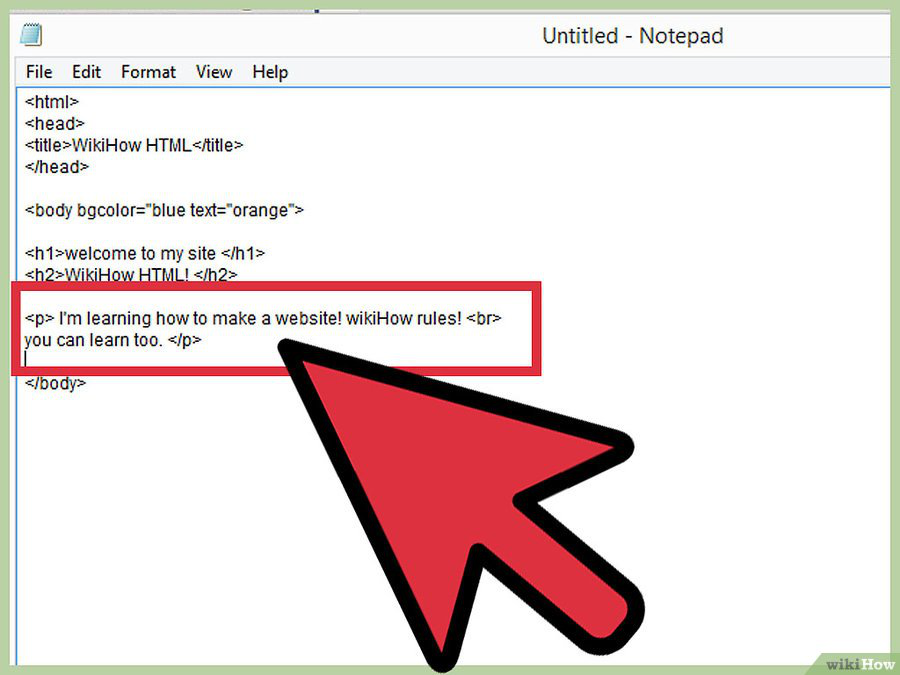 Untitled - Notepad
File Edit Format View Help
<html>
<head>
<title>WikiHow HTML</title>
</head>
<body bgcolor="blue text="orange">
<h1>welcome to my site </h1>
<h2>WikiHow HTML! </h2>
<p> I'm learning how to make a website! wikiHow rules! <br>
you can learn too. </p>
</body>
wikiHow